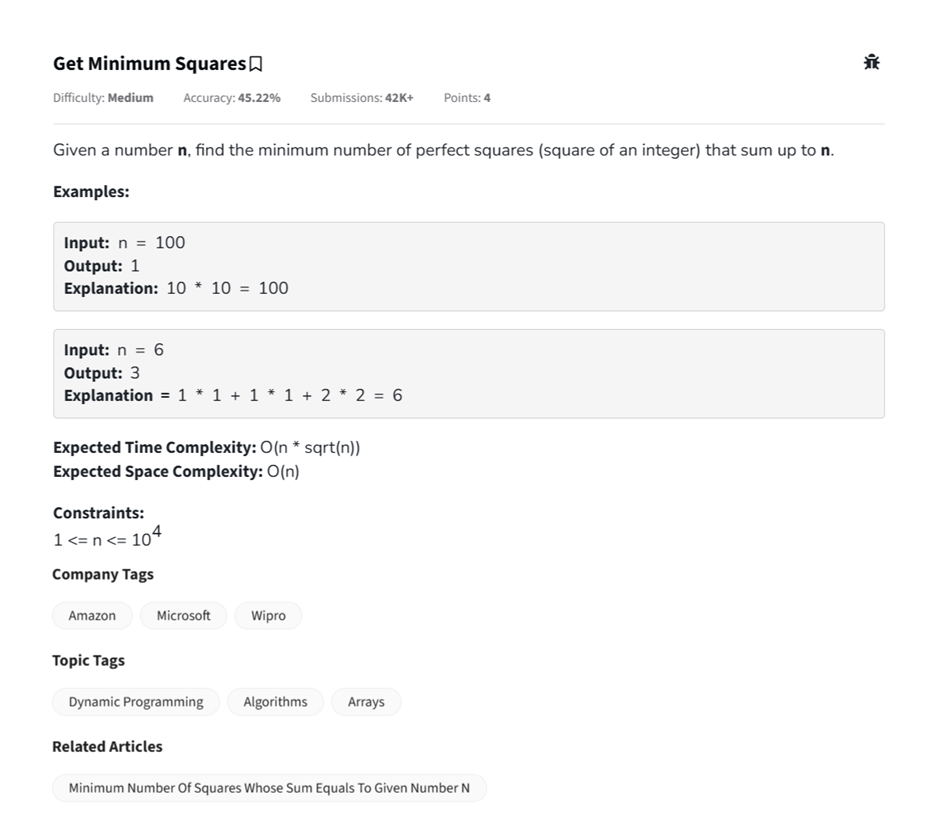 Get Minimum Squares
Difficulty: Medium Accuracy: 45.22% Submissions: 42K+ Points: 4
Given a number n, find the minimum number of perfect squares (square of an integer) that sum up to n.
Examples:
Input: n = 100
Output: 1
Explanation: 10 * 10 = 100
Input: n = 6
Output: 3
Explanation = 1 * 1 + 1 * 1 + 2 * 2 = 6
Expected Time Complexity: O(n * sqrt(n))
Expected Space Complexity: O(n)
Constraints:
1 <= n <= 10⁴
Company Tags
Amazon Microsoft Wipro
Topic Tags
Dynamic Programming Algorithms Arrays
Related Articles
Minimum Number Of Squares Whose Sum Equals To Given Number N